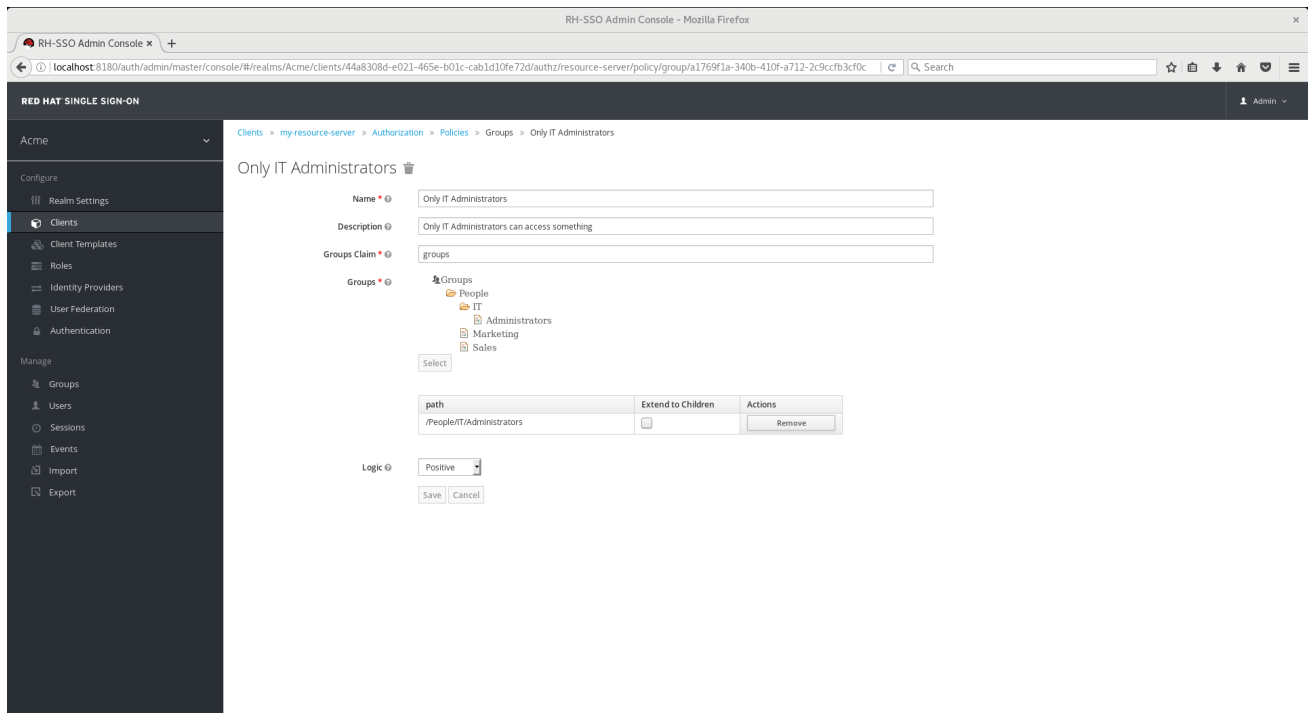 RH-SSO Admin Console - Mozilla Firefox
RH-SSO Admin Console
localhost:8180/auth/admin/master/console/#/realms/Acme/clients/44a8308d-e021-465e-b01c-cab1d10fe72d/authz/resource-server/policy/group/a1769f1a-340b-410f-a712-2c9ccfb3cf0c
Search
RED HAT SINGLE SIGN-ON
Admin
Acme
Clients » my-resource-server » Authorization » Policies » Groups » Only IT Administrators
Only IT Administrators
Configure
Realm Settings
Clients
Client Templates
Roles
Identity Providers
User Federation
Authentication
Manage
Groups
Users
Sessions
Events
Import
Export
Name * Only IT Administrators
Description Only IT Administrators can access something
Groups Claim * groups
Groups * Groups
People
IT
Administrators
Marketing
Sales
Select
path Extend to Children Actions
/People/IT/Administrators Remove
Logic Positive
Save Cancel